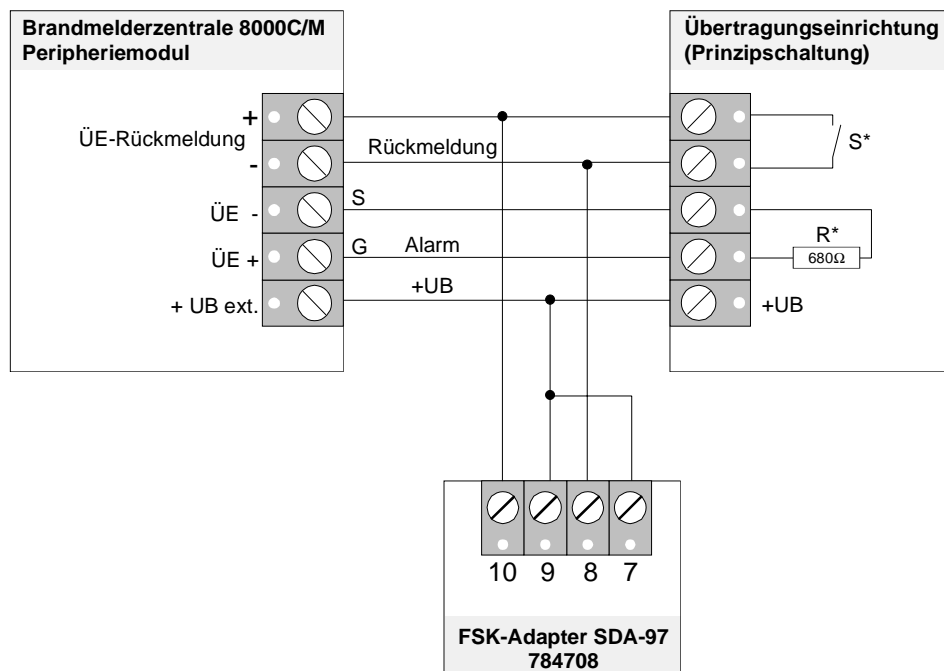 Brandmelderzentrale 8000C/M
Peripheriemodul
Übertragungseinrichtung
(Prinzipschaltung)
+
ÜE-Rückmeldung
-
Rückmeldung
S*
ÜE -
S
R*
680Ω
ÜE +
G
Alarm
+ UB ext.
+UB
+UB
10 9 8 7
FSK-Adapter SDA-97
784708